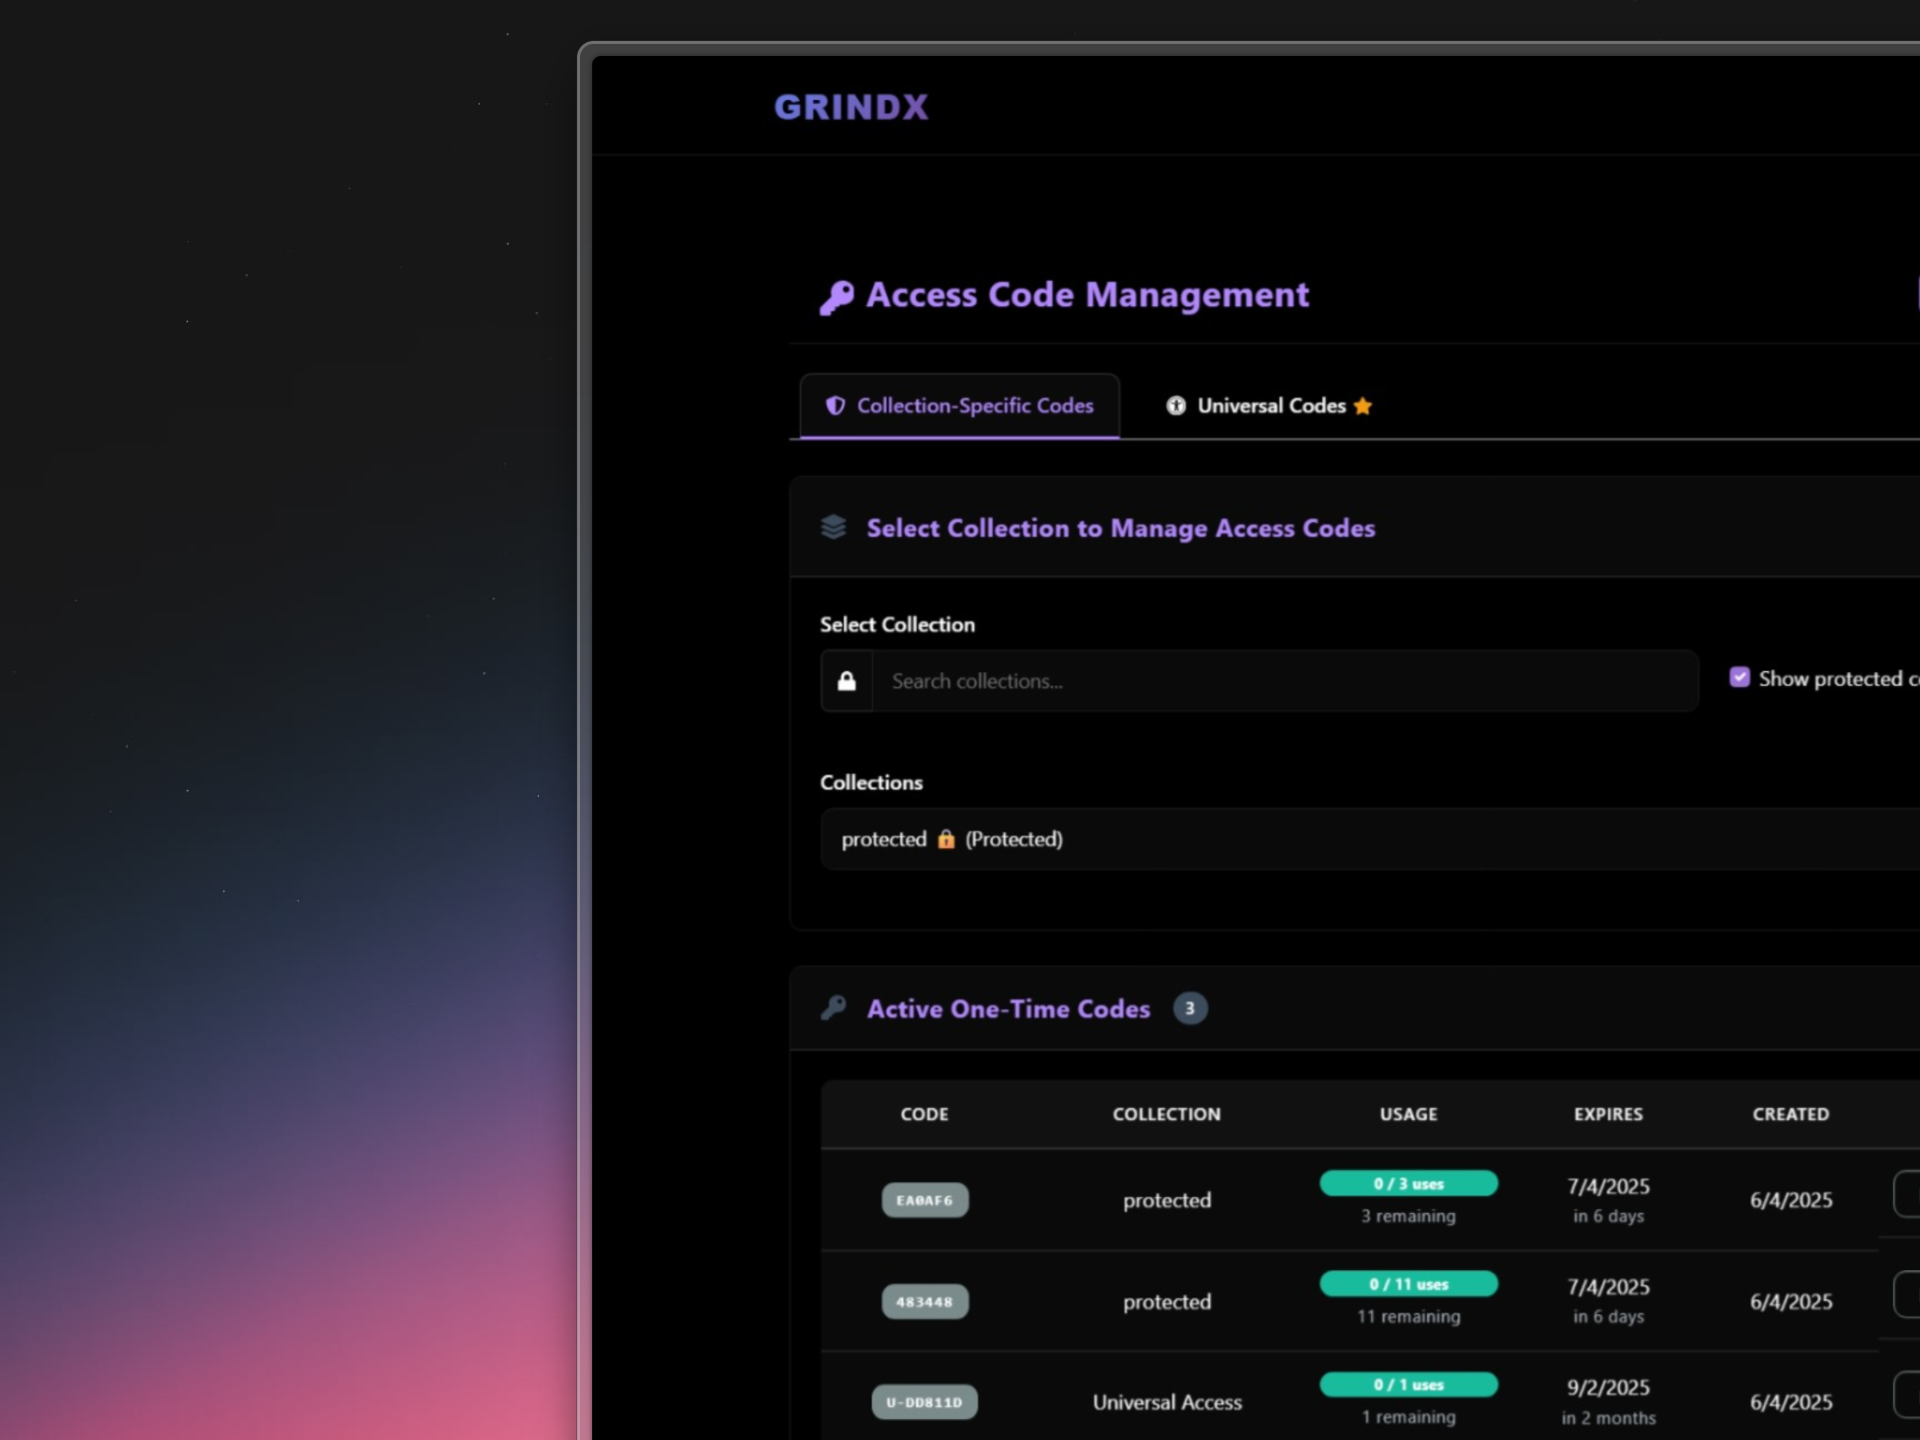 GRINDX
Access Code Management
Collection-Specific Codes
Universal Codes
Select Collection to Manage Access Codes
Select Collection
Search collections...
Show protected
Collections
protected 🔒 (Protected)
Active One-Time Codes 3
CODE COLLECTION USAGE EXPIRES CREATED
EA0AF6 protected 0 / 3 uses 7/4/2025 6/4/2025
3 remaining in 6 days
483448 protected 0 / 11 uses 7/4/2025 6/4/2025
11 remaining in 6 days
U-DD811D Universal Access 0 / 1 uses 9/2/2025 6/4/2025
1 remaining in 2 months